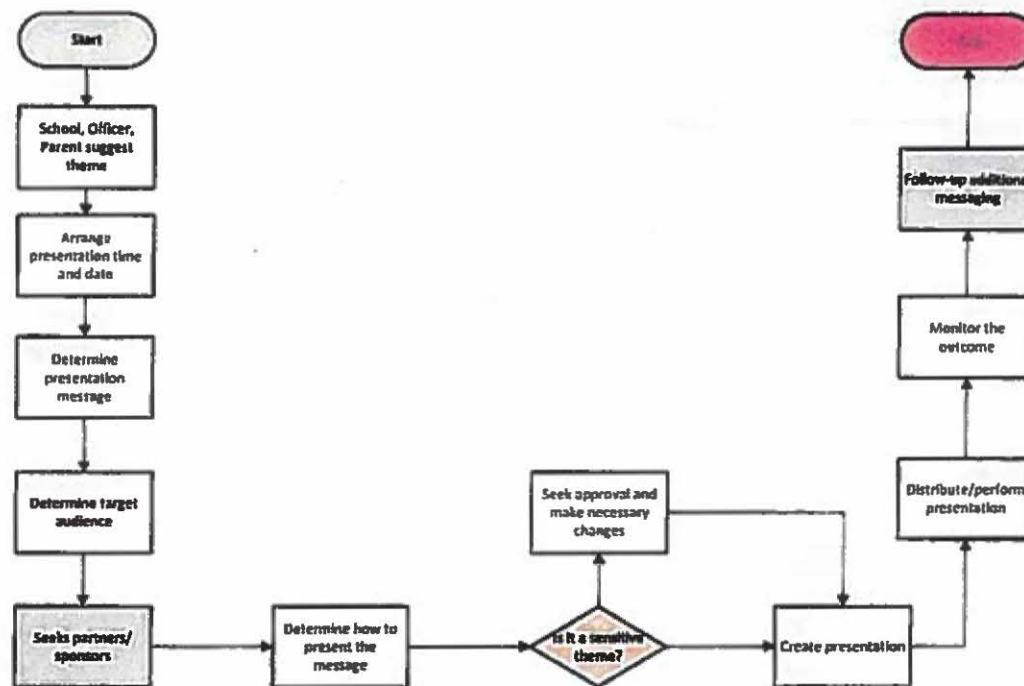 Start
School, Officer,
Parent suggest
theme
Arrange
presentation time
and date
Determine
presentation
message
Determine target
audience
Seeks partners/
sponsors
Determine how to
present the
message
Is it a sensitive
theme?
Seek approval and
make necessary
changes
Create presentation
Distribute/perform
presentation
Monitor the
outcome
Follow-up additional
messaging